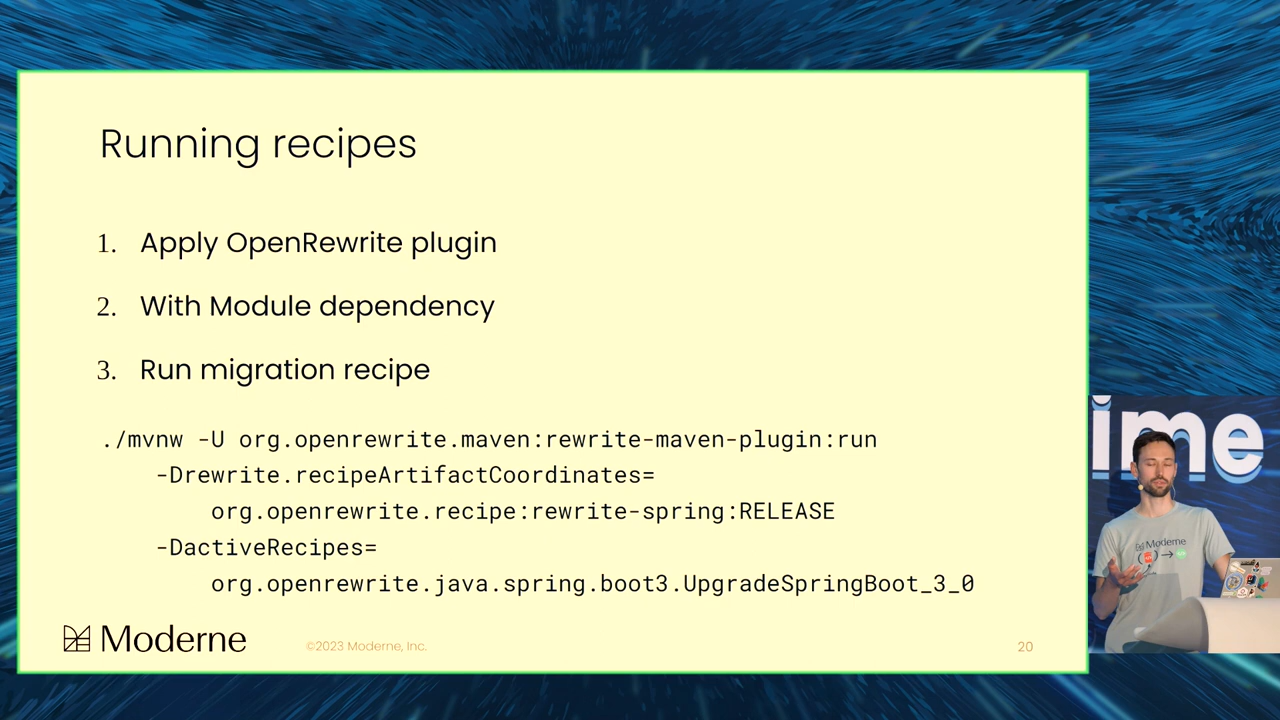 Running recipes
1. Apply OpenRewrite plugin
2. With Module dependency
3. Run migration recipe
./mvnw -U org.openrewrite.maven:rewrite-maven-plugin:run
-Drewrite.recipeArtifactCoordinates=
org.openrewrite.recipe:rewrite-spring:RELEASE
-DactiveRecipes=
org.openrewrite.java.spring.boot3.UpgradeSpringBoot_3_0
Moderne
©2023 Moderne, Inc.
20
ime
Moderne